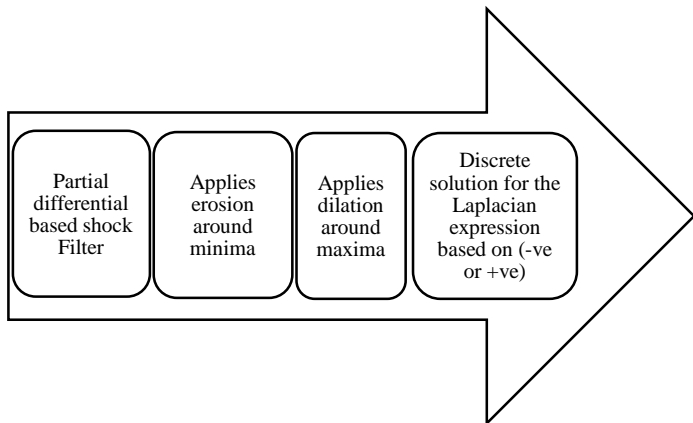 Partial
differential
based shock
Filter
Applies
erosion
around
minima
Applies
dilation
around
maxima
Discrete
solution for the
Laplacian
expression
based on (-ve
or +ve)